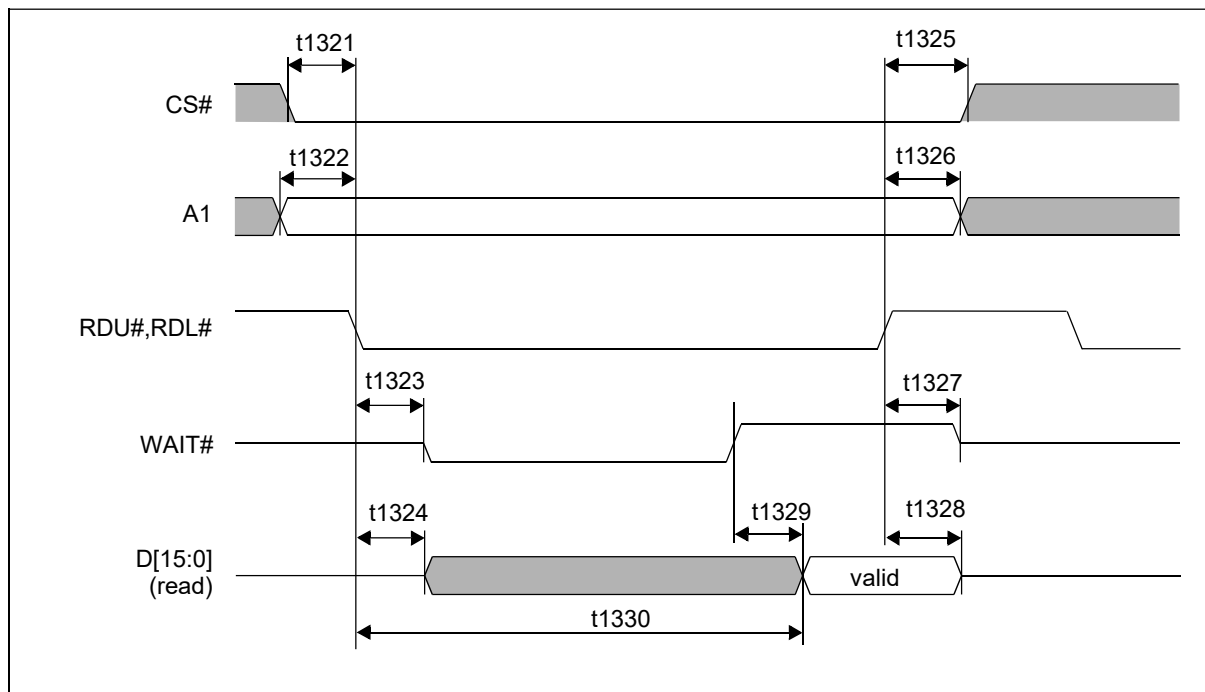 t1321
t1325
CS#
t1322
t1326
A1
RDU#,RDL#
t1323
t1327
WAIT#
t1324
t1329
t1328
D[15:0]
(read)
valid
t1330